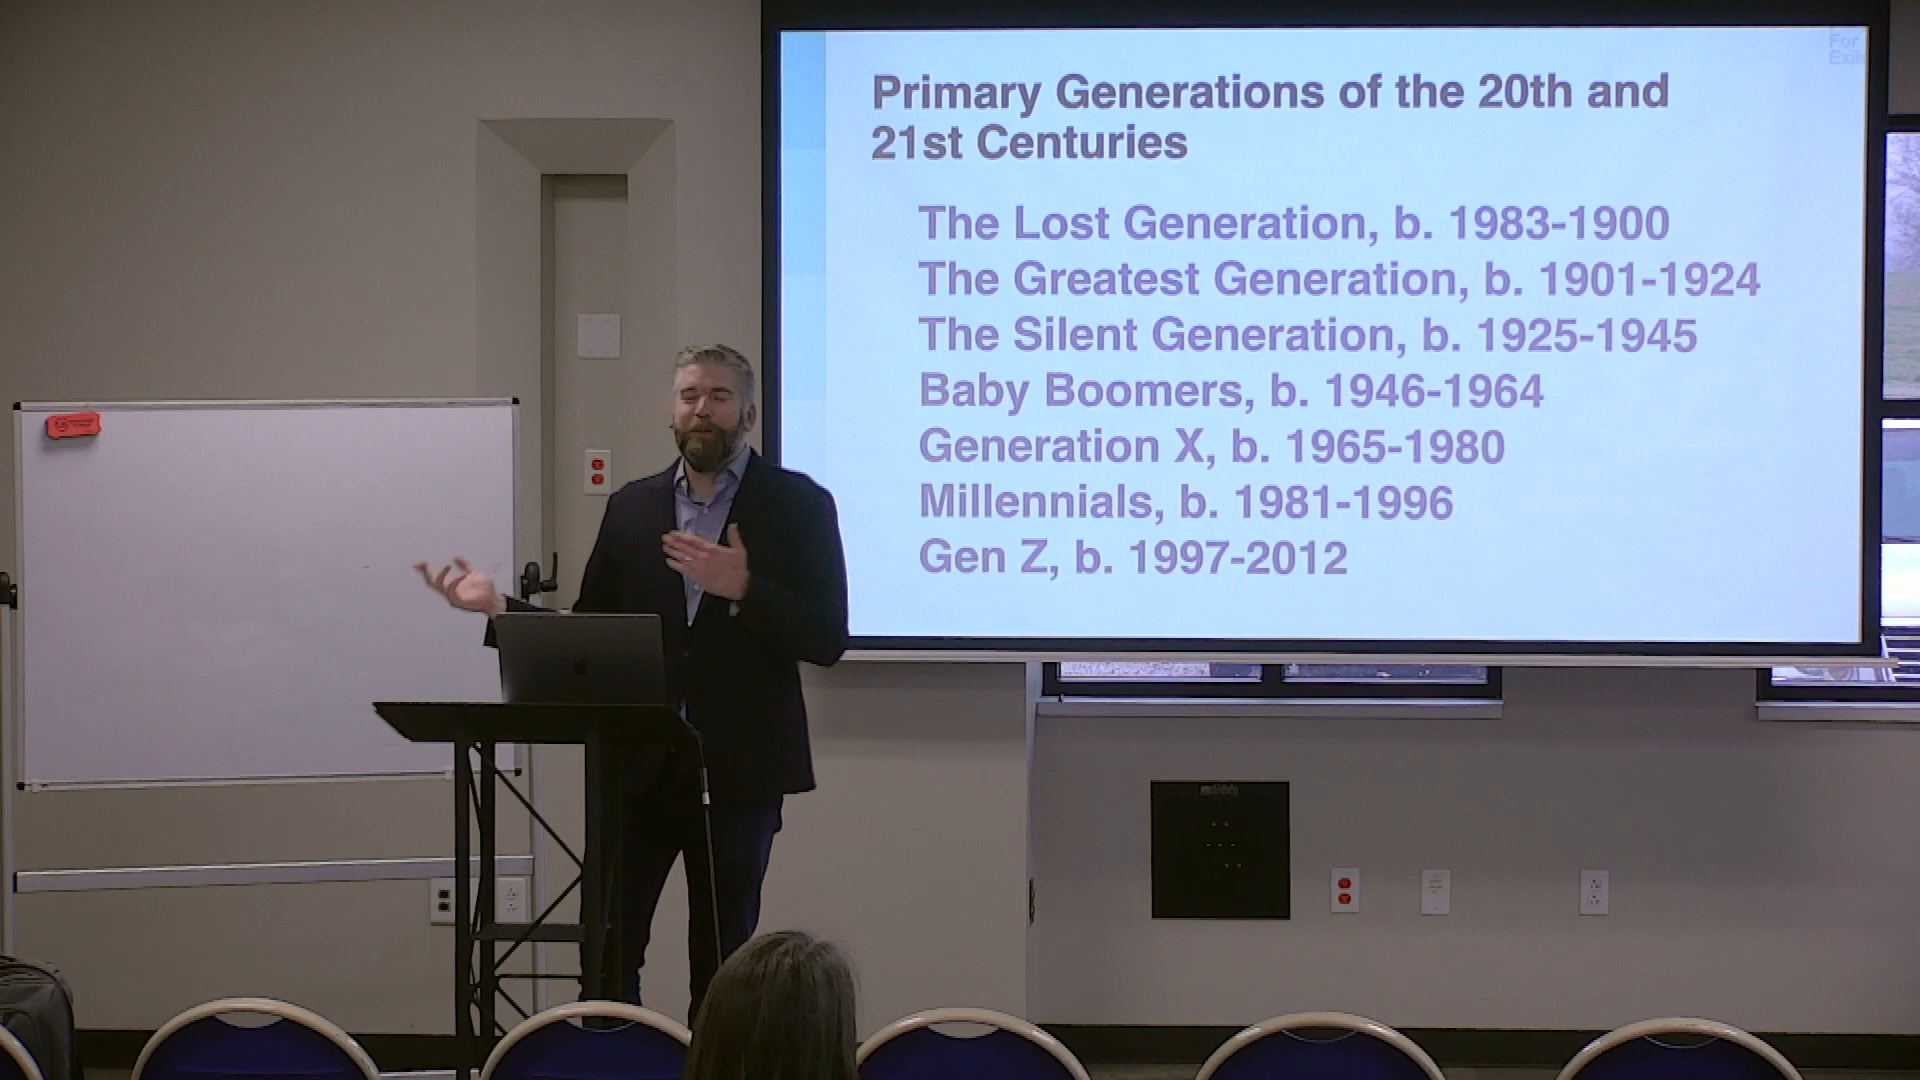 For
Primary Generations of the 20th and
21st Centuries
The Lost Generation, b. 1983-1900
The Greatest Generation, b. 1901-1924
The Silent Generation, b. 1925-1945
Baby Boomers, b. 1946-1964
Generation X, b. 1965-1980
Millennials, b. 1981-1996
Gen Z, b. 1997-2012